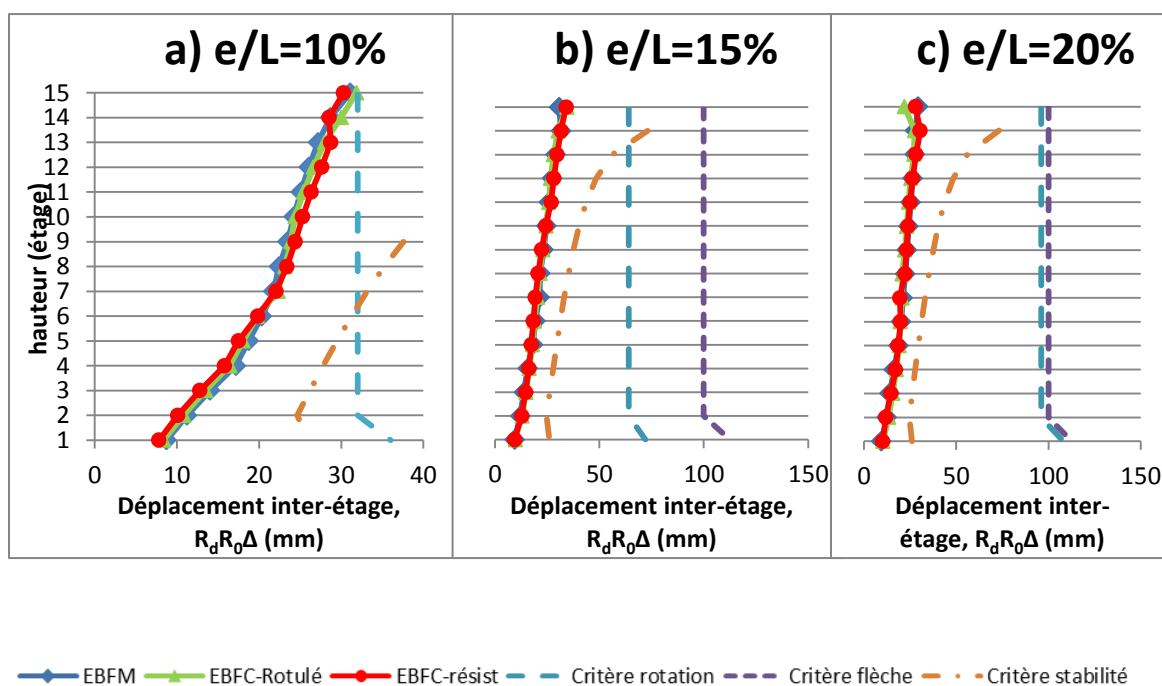 a) e/L=10%
b) e/L=15%
c) e/L=20%
hauteur (étage)
15
14
13
12
11
10
9
8
7
6
5
4
3
2
1
0 10 20 30 40
0 50 100 150
0 50 100 150
Déplacement inter-étage,
RdR0Δ (mm)
Déplacement inter-étage,
RdR0Δ (mm)
Déplacement inter-
étage, RdR0Δ (mm)
EBFM EBFC-Rotulé EBFC-résist Critère rotation Critère flèche Critère stabilité